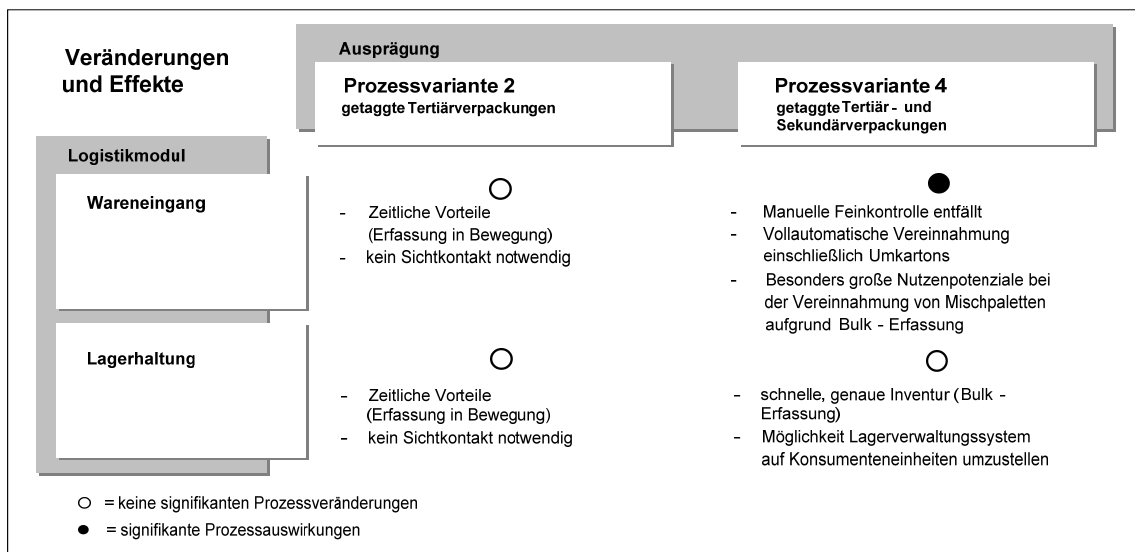 Veränderungen
und Effekte
Ausprägung
Prozessvariante 2
getaggte Tertiärverpackungen
Prozessvariante 4
getaggte Tertiär - und
Sekundärverpackungen
Logistikmodul
Wareneingang
- Zeitliche Vorteile
(Erfassung in Bewegung)
- kein Sichtkontakt notwendig
- Manuelle Feinkontrolle entfällt
- Vollautomatische Vereinnahmung
einschließlich Umkartons
- Besonders große Nutzenpotenziale bei
der Vereinnahmung von Mischpaletten
aufgrund Bulk - Erfassung
Lagerhaltung
- Zeitliche Vorteile
(Erfassung in Bewegung)
- kein Sichtkontakt notwendig
- schnelle, genaue Inventur (Bulk -
Erfassung)
- Möglichkeit Lagerverwaltungssystem
auf Konsumenteneinheiten umzustellen
○ = keine signifikanten Prozessveränderungen
● = signifikante Prozessauswirkungen